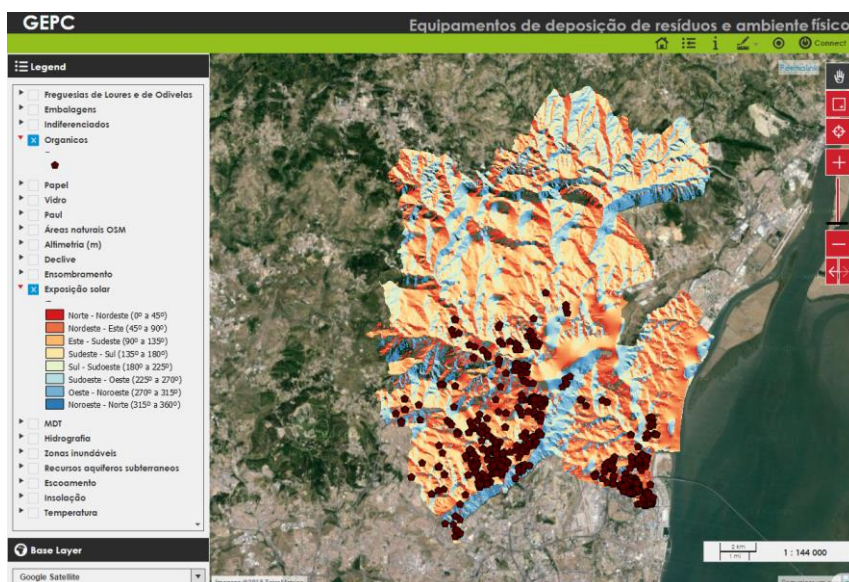 GEPC
Equipamentos de deposição de resíduos e ambiente físico
Connect
Legend
Permalink
Freguesias de Loures e de Odivelas
Embalagens
Indiferenciados
Organicos
Papel
Vidro
Paul
Áreas naturais OSM
Altimetria (m)
Declive
Ensombramento
Exposição solar
Norte - Nordeste (0º a 45º)
Nordeste - Este (45º a 90º)
Este - Sudeste (90º a 135º)
Sudeste - Sul (135º a 180º)
Sul - Sudoeste (180º a 225º)
Sudoeste - Oeste (225º a 270º)
Oeste - Noroeste (270º a 315º)
Noroeste - Norte (315º a 360º)
MDT
Hidrografia
Zonas inundáveis
Recursos aquiferos subterraneos
Escoamento
Insolação
Temperatura
Base Layer
Google Satellite
2 km
1 mi
1 : 144 000